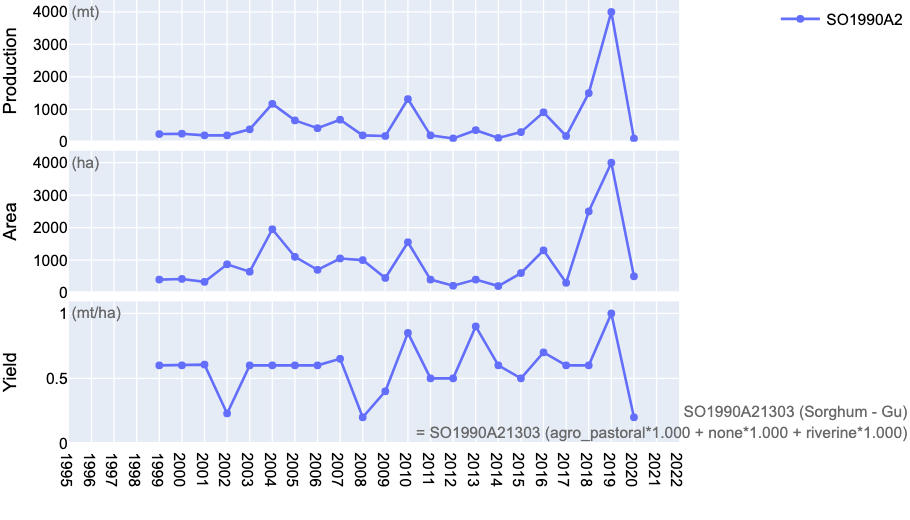 4000 (mt)
3000
2000
1000
0
Production
SO1990A2
4000 (ha)
3000
2000
1000
0
Area
1 (mt/ha)
0.5
0
Yield
SO1990A21303 (Sorghum - Gu)
= SO1990A21303 (agro_pastoral*1.000 + none*1.000 + riverine*1.000)
1995 1996 1997 1998 1999 2000 2001 2002 2003 2004 2005 2006 2007 2008 2009 2010 2011 2012 2013 2014 2015 2016 2017 2018 2019 2020 2021 2022